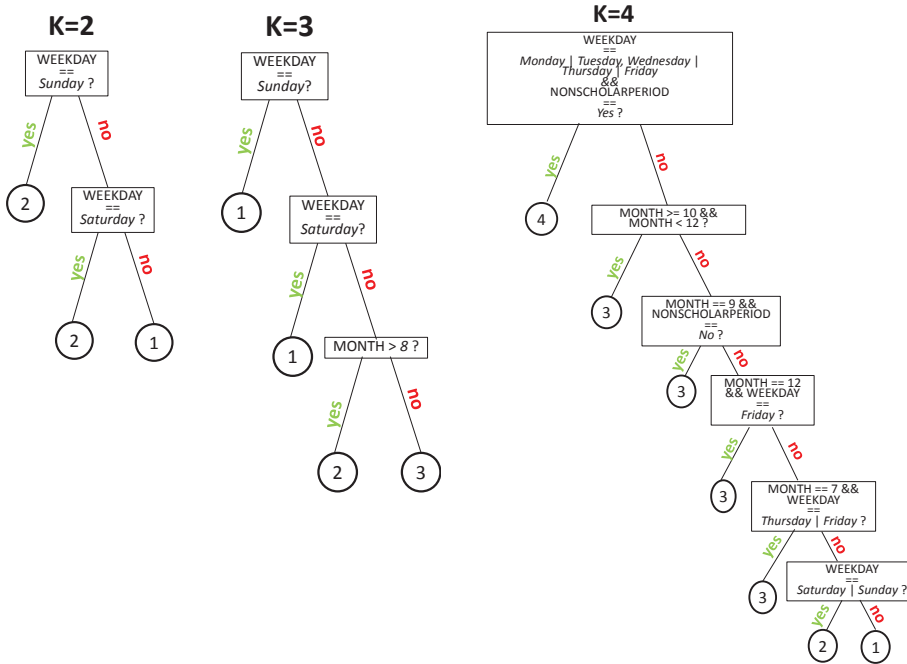 K=2
WEEKDAY
==
Sunday ?
yes
no
2
WEEKDAY
==
Saturday ?
yes
no
2
1
K=3
WEEKDAY
==
Sunday?
yes
no
1
WEEKDAY
==
Saturday?
yes
no
1
MONTH > 8 ?
yes
no
2
3
K=4
WEEKDAY
==
Monday | Tuesday, Wednesday |
Thursday | Friday
&&
NONSCHOLARPERIOD
==
Yes ?
yes
no
4
MONTH >= 10 &&
MONTH < 12 ?
yes
no
3
MONTH == 9 &&
NONSCHOLARPERIOD
==
No ?
yes
no
3
MONTH == 12
&& WEEKDAY
==
Friday ?
yes
no
3
MONTH == 7 &&
WEEKDAY
==
Thursday | Friday ?
yes
no
3
WEEKDAY
==
Saturday | Sunday ?
yes
no
2
1